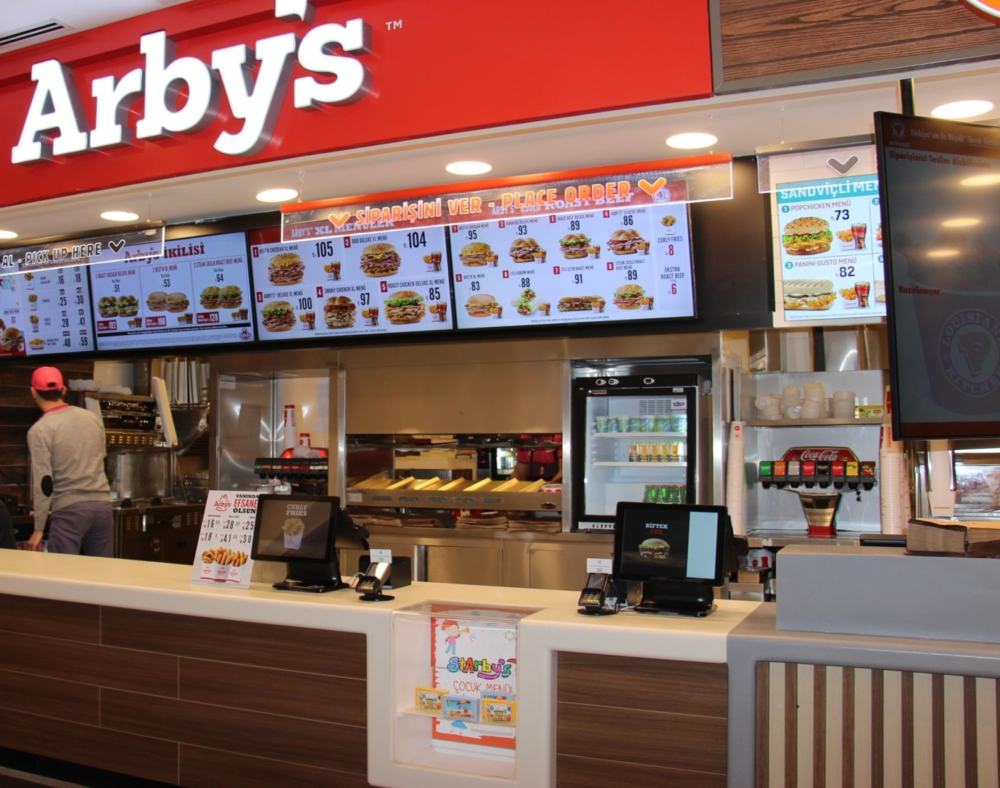 Arby's
TM
AL - PICK UP HERE
SİPARİŞİNİ VER - PLACE ORDER
Arby's İKİLİSİ
1 ROAST CHICKEN DELUXE MENÜ
51
2 BEEF'N JR. MENÜ
53
3 STEAK SOSLU ROAST BEEF MENÜ
64
102
106
128
16 18
25 30
28 41
48 59
61
ARBY'S® XL MENÜLER
1 BEEF'N CHEDDAR XL MENÜ
₺105
2 BBQ DELUXE XL MENÜ
₺104
3 ARBY'S® DELUXE XL MENÜ
₺100
4 SMOKY CHICKEN XL MENÜ
₺97
5 ROAST CHICKEN DELUXE XL MENÜ
₺85
ARBY'S® USULÜ ROAST BEEF
1 BEEF'N CHEDDAR MENÜ
₺95
₺93
3 ROAST BEEF DELUXE MENÜ
₺89
4 ARBY'S® CLASSIC MENÜ
₺86
CURLY FRIES
₺8
5 BEEF'N JR. MENÜ
₺83
6 ETLİ DÜRÜM MENÜ
₺88
7 ETLİ ÇITIR BAGET MENÜ
₺91
8 STEAK SOSLU ROAST BEEF MENÜ
₺89
EKSTRA
ROAST BEEF
₺6
SANDVİÇLİ MEN
1 POPCHICKEN MENÜ
₺73
3 PANNI GUSTO MENÜ
₺82
Türkiye'nin En Büyük
Siparişinizi Teslim Alabilirsiniz
Hazırlanıyor
LOUISIANA
KITCHEN
Coca-Cola
Arby's
YANINDA
EFSANE
OLSUN
16 28 25
18 41 30
CURLY
FRIES
BİFTEK
StArby's
ÇOCUK MENÜ